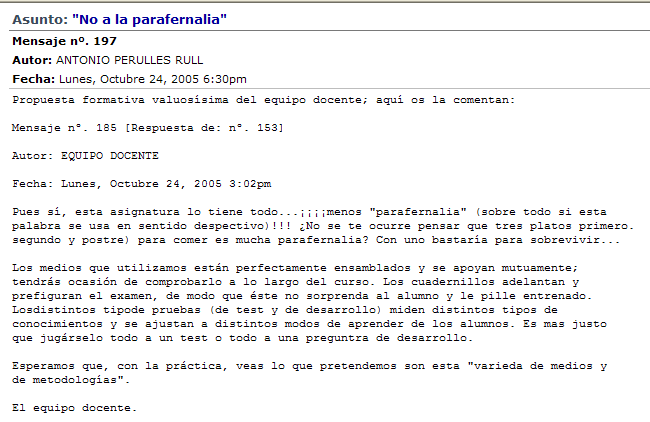 Asunto: "No a la parafernalia"
Mensaje nº. 197
Autor: ANTONIO PERULLES RULL
Fecha: Lunes, Octubre 24, 2005 6:30pm
Propuesta formativa valuosísima del equipo docente; aquí os la comentan:
Mensaje n°. 185 [Respuesta de: n°. 153]
Autor: EQUIPO DOCENTE
Fecha: Lunes, Octubre 24, 2005 3:02pm
Pues sí, esta asignatura lo tiene todo...¡¡¡¡menos "parafernalia" (sobre todo si esta
palabra se usa en sentido despectivo)!!! ¿No se te ocurre pensar que tres platos primero.
segundo y postre) para comer es mucha parafernalia? Con uno bastaría para sobrevivir...
Los medios que utilizamos están perfectamente ensamblados y se apoyan mutuamente;
tendrás ocasión de comprobarlo a lo largo del curso. Los cuadernillos adelantan y
prefiguran el examen, de modo que éste no sorprenda al alumno y le pille entrenado.
Losdistintos tipode pruebas (de test y de desarrollo) miden distintos tipos de
conocimientos y se ajustan a distintos modos de aprender de los alumnos. Es mas justo
que jugárselo todo a un test o todo a una preguntra de desarrollo.
Esperamos que, con la práctica, veas lo que pretendemos son esta "varieda de medios y
de metodologías".
El equipo docente.